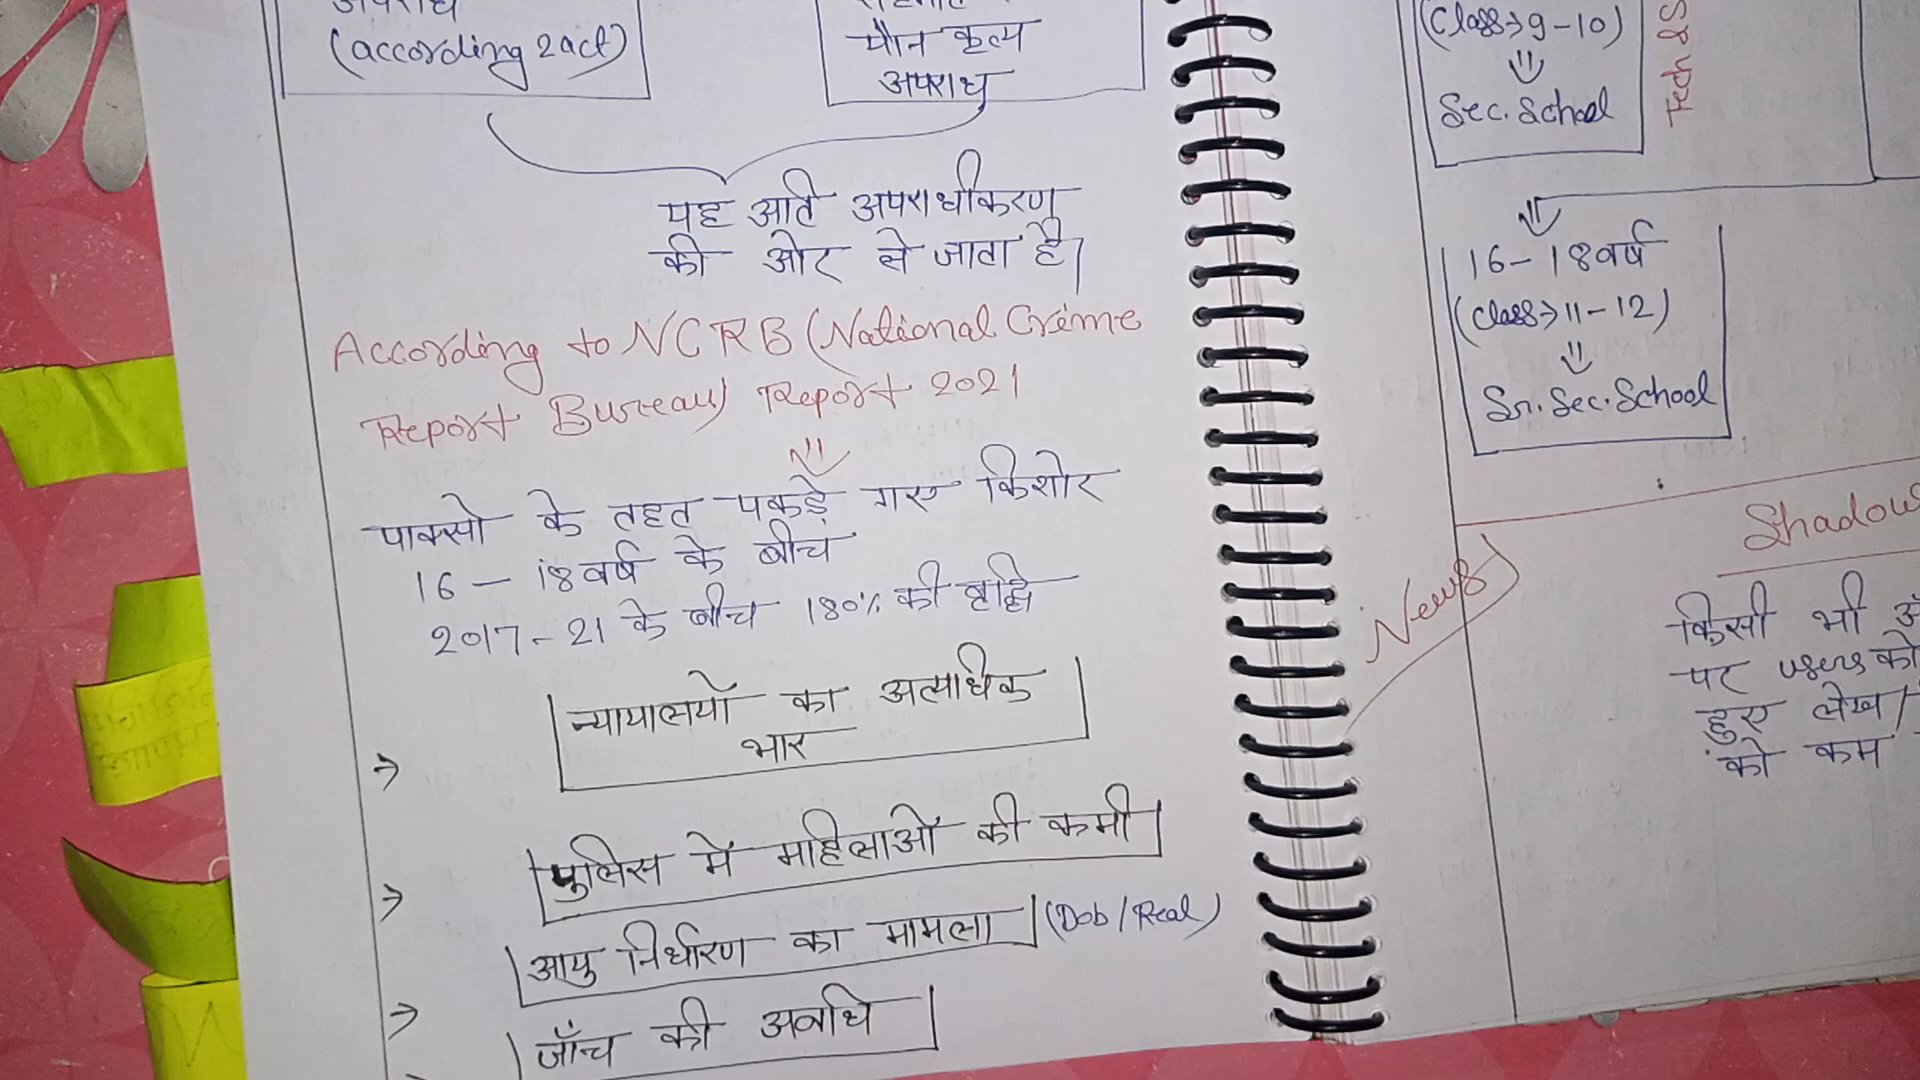 अपराध
(according 2 act)
यौन कृत्य
अपराध
यह अति अपराधीकरण
की ओर ले जाता है।
According to NCRB (National Crime
Report Bureau) Report 2021
पाक्सो के तहत पकड़े गए किशोर
16 – 18 वर्ष के बीच
2017 – 21 के बीच 180% की वृद्धि
→ न्यायालयों का अत्याधिक
भार
→ पुलिस में महिलाओं की कमी
→ आयु निर्धारण का मामला (Dob / Real)
जाँच की अवधि
(Class → 9 – 10)
Sec. School
Tech &
16 – 18 वर्ष
(class → 11 – 12)
Sr. Sec. School
News
Shadow
किसी भी
पर users को
हुए लेख /
को कम